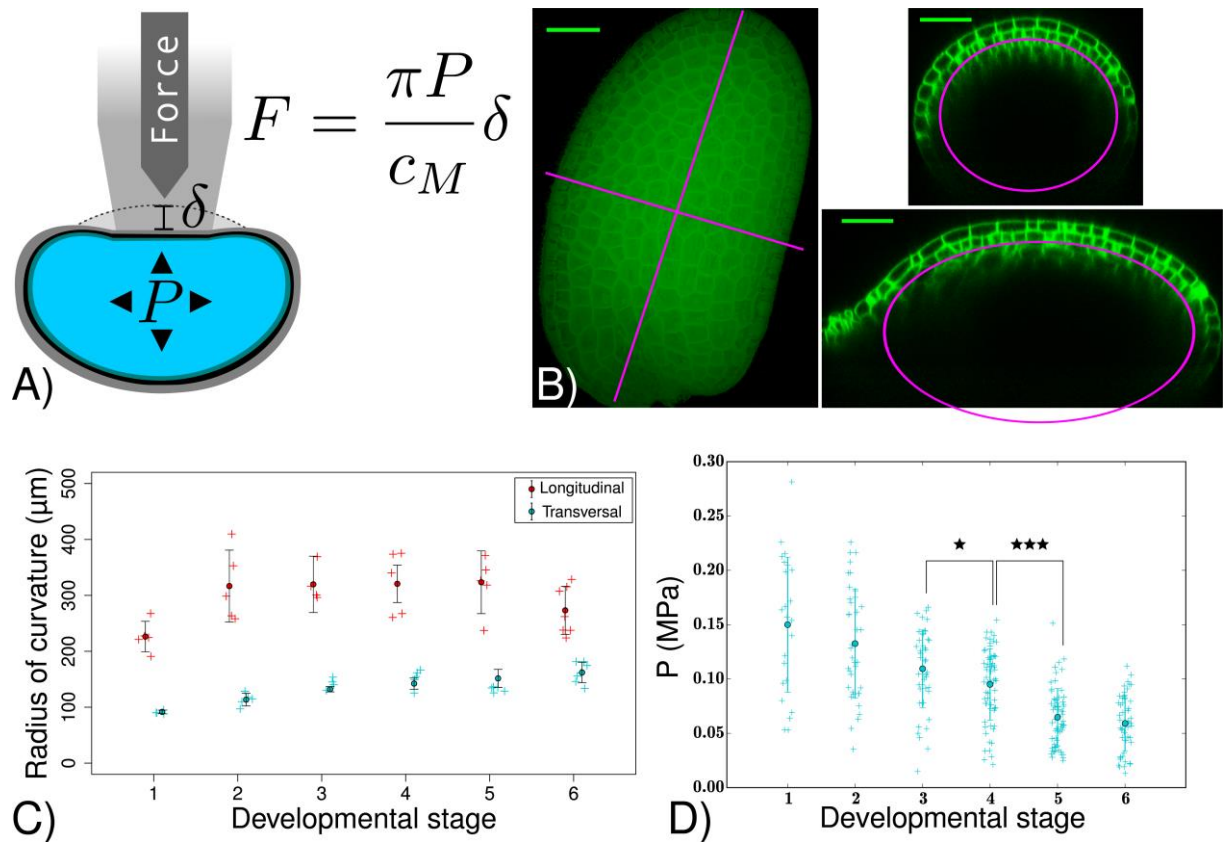 Force
F = πP/c_M δ
δ
P
A)
B)
500
400
300
200
100
0
Radius of curvature (µm)
Longitudinal
Transversal
1 2 3 4 5 6
Developmental stage
C)
0.30
0.25
0.20
0.15
0.10
0.05
0.00
P (MPa)
★ ★★★
1 2 3 4 5 6
Developmental stage
D)